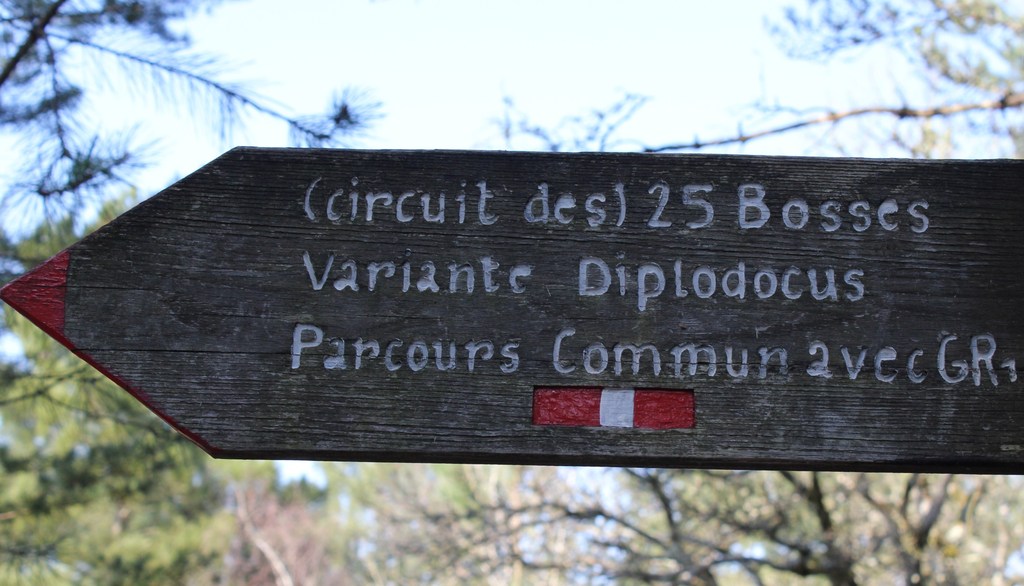 (circuit des) 25 Bosses
Variante Diplodocus
Parcours Commun avec GR1